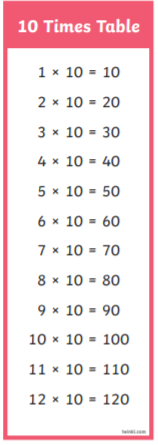 10 Times Table
1 × 10 = 10
2 × 10 = 20
3 × 10 = 30
4 × 10 = 40
5 × 10 = 50
6 × 10 = 60
7 × 10 = 70
8 × 10 = 80
9 × 10 = 90
10 × 10 = 100
11 × 10 = 110
12 × 10 = 120
twinkl.com